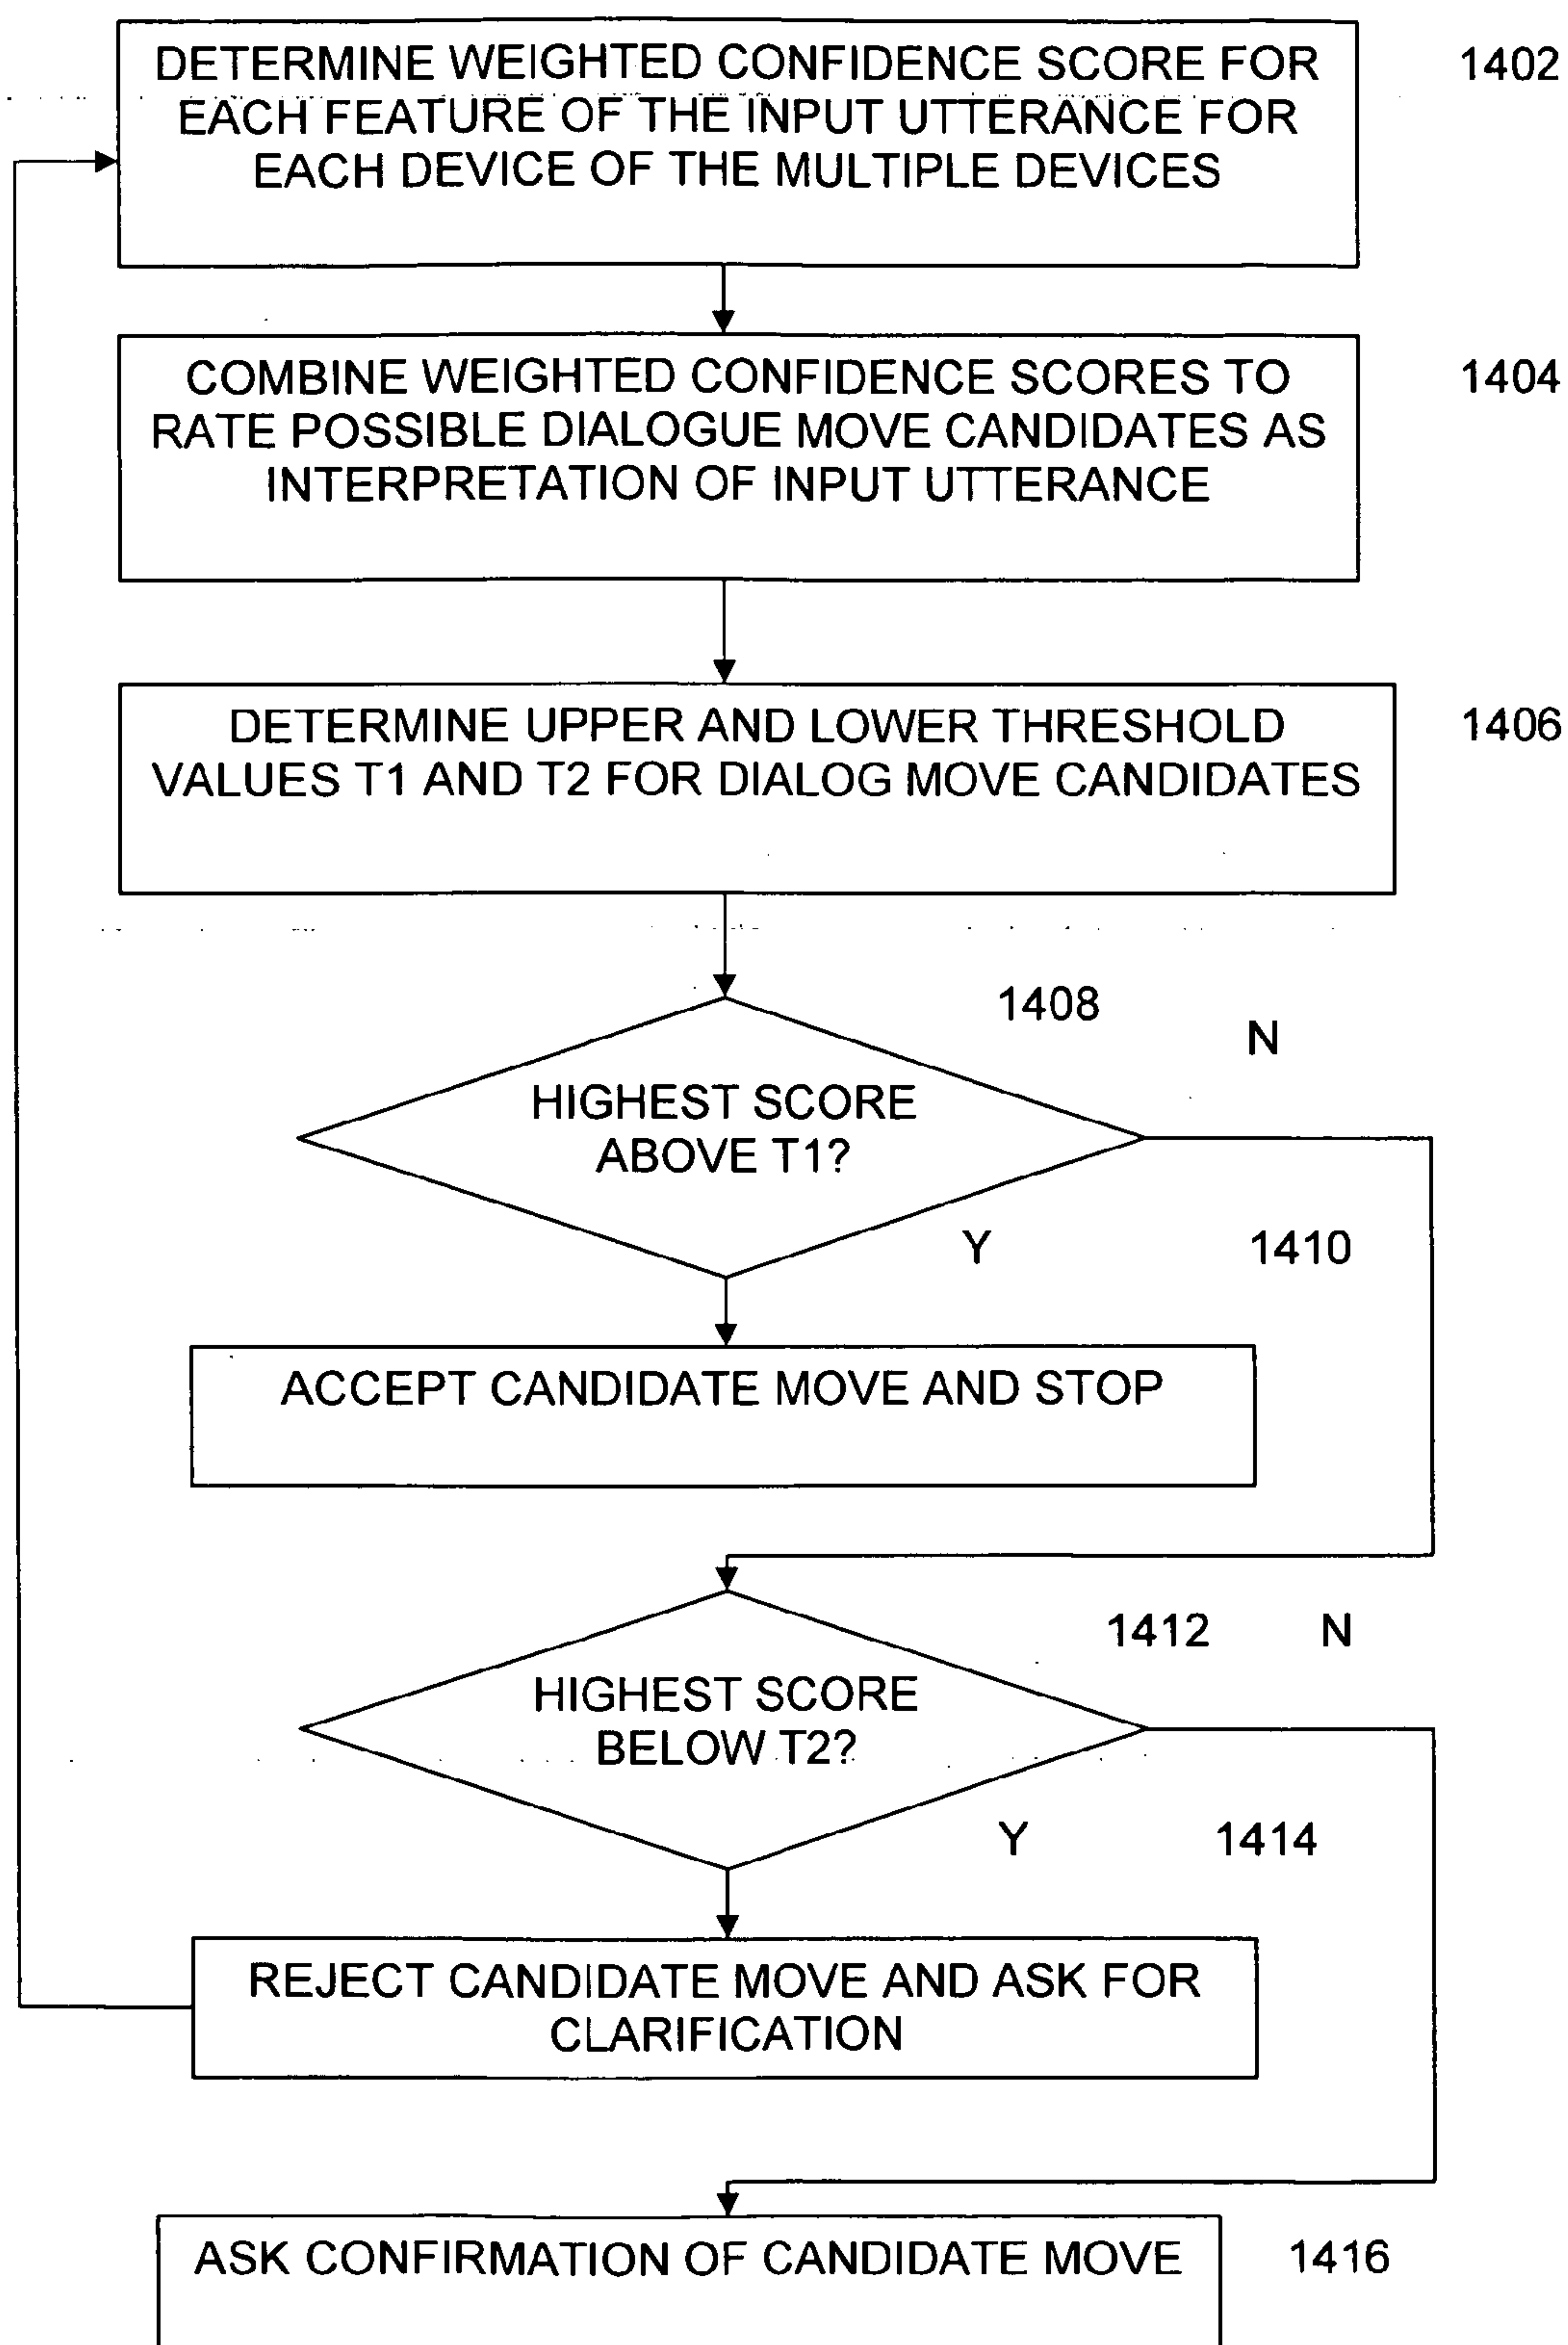 DETERMINE WEIGHTED CONFIDENCE SCORE FOR
EACH FEATURE OF THE INPUT UTTERANCE FOR
EACH DEVICE OF THE MULTIPLE DEVICES
1402
COMBINE WEIGHTED CONFIDENCE SCORES TO
RATE POSSIBLE DIALOGUE MOVE CANDIDATES AS
INTERPRETATION OF INPUT UTTERANCE
1404
DETERMINE UPPER AND LOWER THRESHOLD
VALUES T1 AND T2 FOR DIALOG MOVE CANDIDATES
1406
1408
N
HIGHEST SCORE
ABOVE T1?
Y
1410
ACCEPT CANDIDATE MOVE AND STOP
1412
N
HIGHEST SCORE
BELOW T2?
Y
1414
REJECT CANDIDATE MOVE AND ASK FOR
CLARIFICATION
ASK CONFIRMATION OF CANDIDATE MOVE
1416